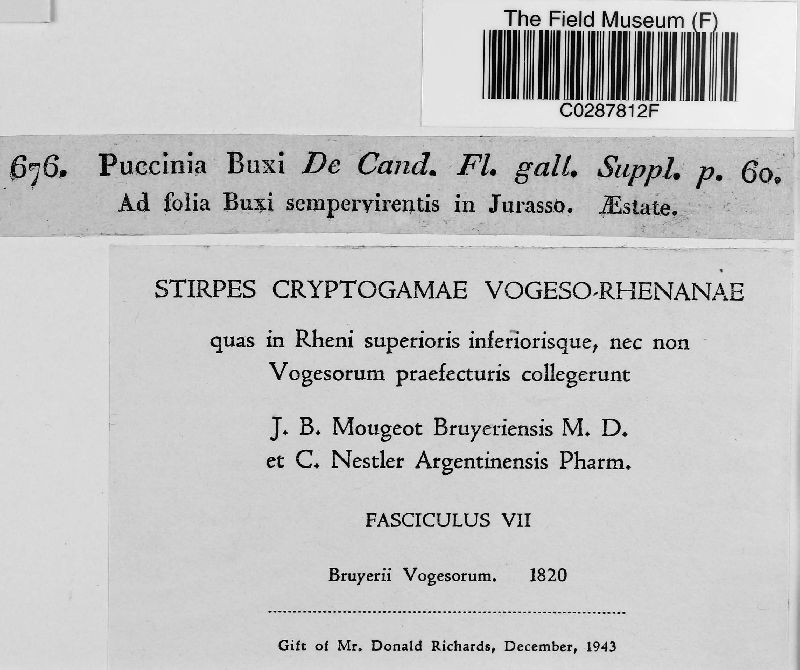 The Field Museum (F)
C0287812F
676. Puccinia Buxi De Cand. Fl. gall. Suppl. p. 60.
Ad folia Buxi sempervirentis in Jurasso. Æstate.
STIRPES CRYPTOGAMAE VOGESO-RHENANAE
quas in Rheni superioris inferiorisque, nec non
Vogesorum praefecturis collegerunt
J. B. Mougeot Bruyeriensis M. D.
et C. Nestler Argentinensis Pharm.
FASCICULUS VII
Bruyerii Vogesorum. 1820
Gift of Mr. Donald Richards, December, 1943